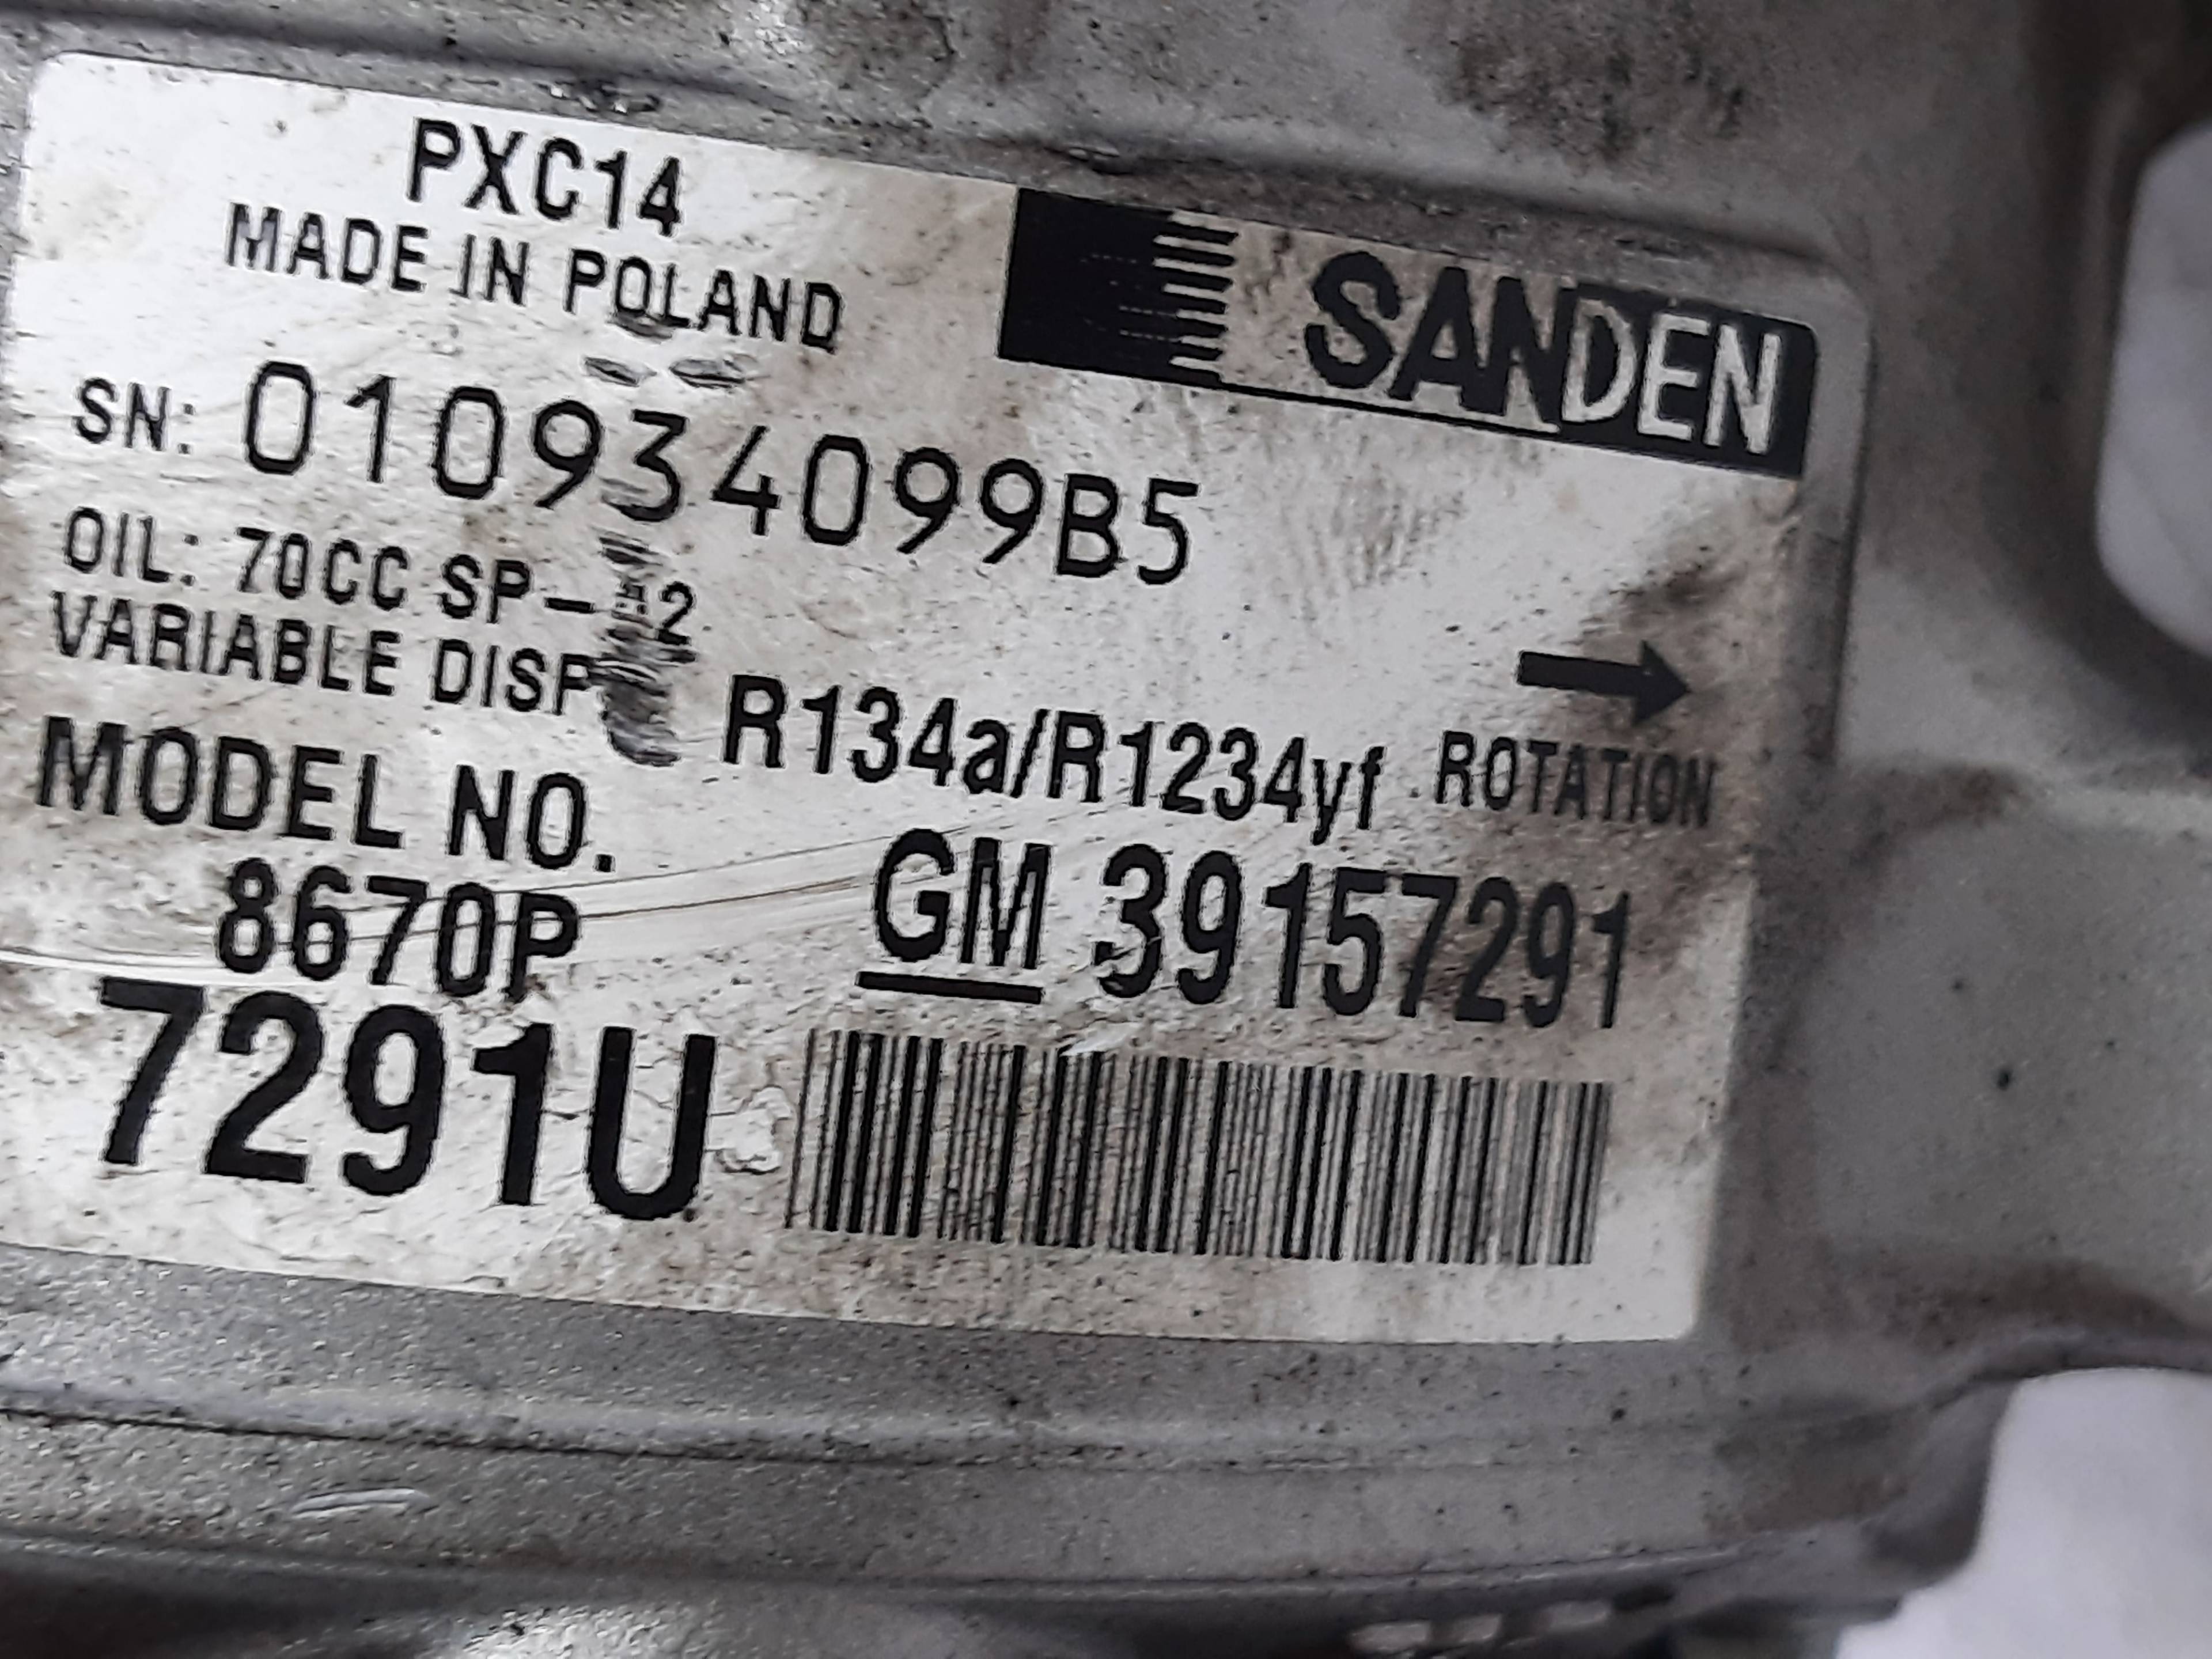 PXC14
MADE IN POLAND
SANDEN
SN: 010934099B5
OIL: 70CC
VARIABLE DISP
R134a/R1234yf ROTATION
MODEL NO.
8670P
GM 39157291
7291U